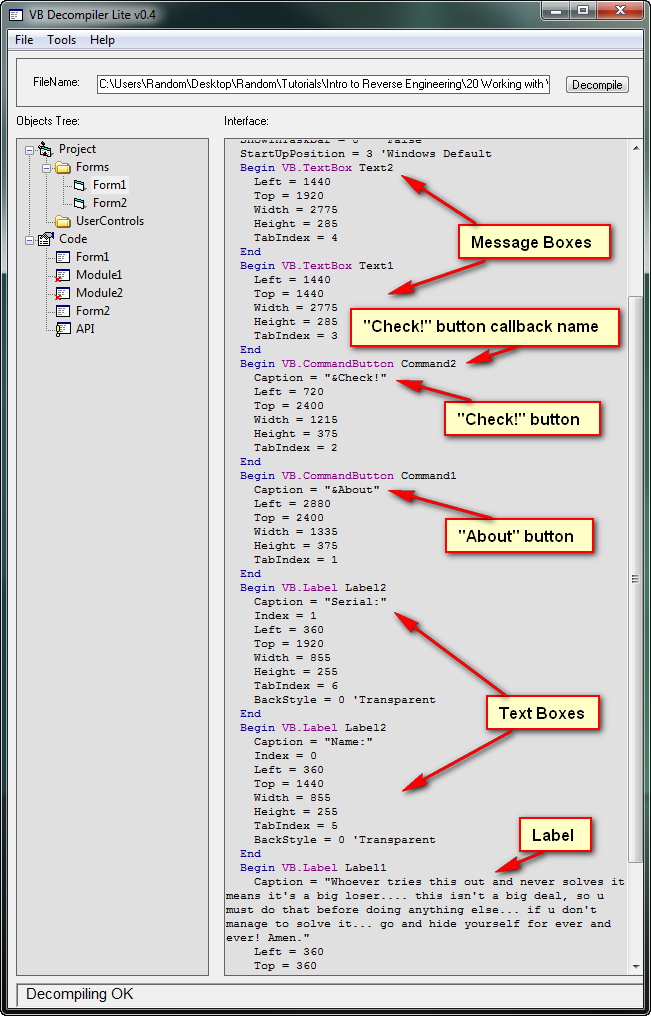 VB Decompiler Lite v0.4
File Tools Help
FileName: C:\Users\Random\Desktop\Random\Tutorials\Intro to Reverse Engineering\20 Working with \ Decompile
Objects Tree:
Interface:
Project
Forms
Form1
Form2
UserControls
Code
Form1
Module1
Module2
Form2
API
ShowInTaskbar = 0 'False
StartUpPosition = 3 'Windows Default
Begin VB.TextBox Text2
Left = 1440
Top = 1920
Width = 2775
Height = 285
TabIndex = 4
End
Begin VB.TextBox Text1
Left = 1440
Top = 1440
Width = 2775
Height = 285
TabIndex = 3
End
Begin VB.CommandButton Command2
Caption = "&Check!"
Left = 720
Top = 2400
Width = 1215
Height = 375
TabIndex = 2
End
Begin VB.CommandButton Command1
Caption = "&About"
Left = 2880
Top = 2400
Width = 1335
Height = 375
TabIndex = 1
End
Begin VB.Label Label2
Caption = "Serial:"
Index = 1
Left = 360
Top = 1920
Width = 855
Height = 255
TabIndex = 6
BackStyle = 0 'Transparent
End
Begin VB.Label Label2
Caption = "Name:"
Index = 0
Left = 360
Top = 1440
Width = 855
Height = 255
TabIndex = 5
BackStyle = 0 'Transparent
End
Begin VB.Label Label1
Caption = "Whoever tries this out and never solves it
means it's a big loser.... this isn't a big deal, so u
must do that before doing anything else... if u don't
manage to solve it... go and hide yourself for ever and
ever! Amen."
Left = 360
Top = 360
Message Boxes
"Check!" button callback name
"Check!" button
"About" button
Text Boxes
Label
Decompiling OK